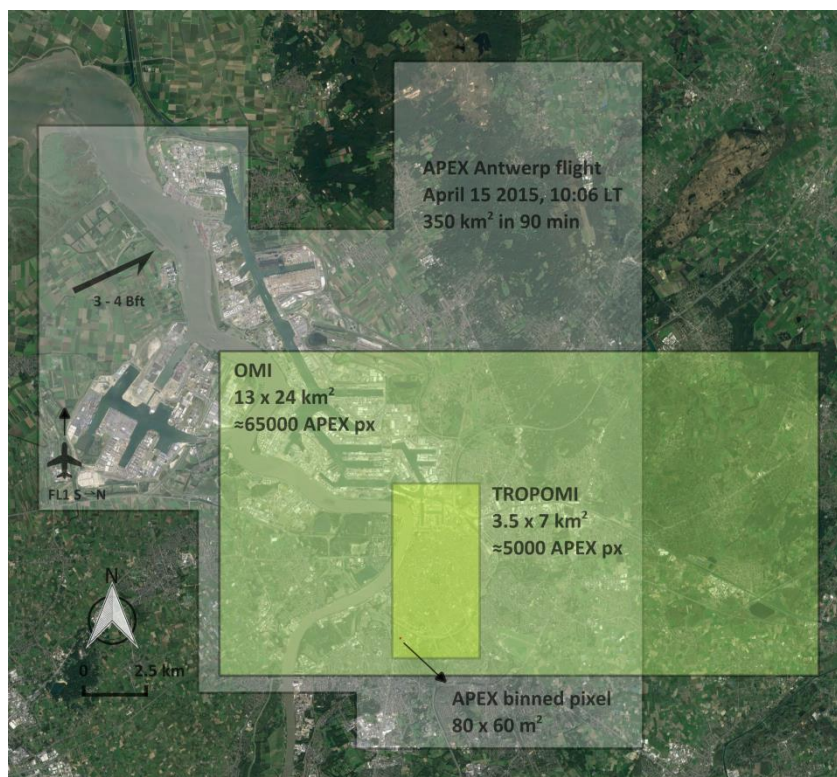 APEX Antwerp flight
April 15 2015, 10:06 LT
350 km² in 90 min
3 - 4 Bft
OMI
13 x 24 km²
≈65000 APEX px
FL1 S→N
TROPOMI
3.5 x 7 km²
≈5000 APEX px
N
0 2.5 km
APEX binned pixel
80 x 60 m²